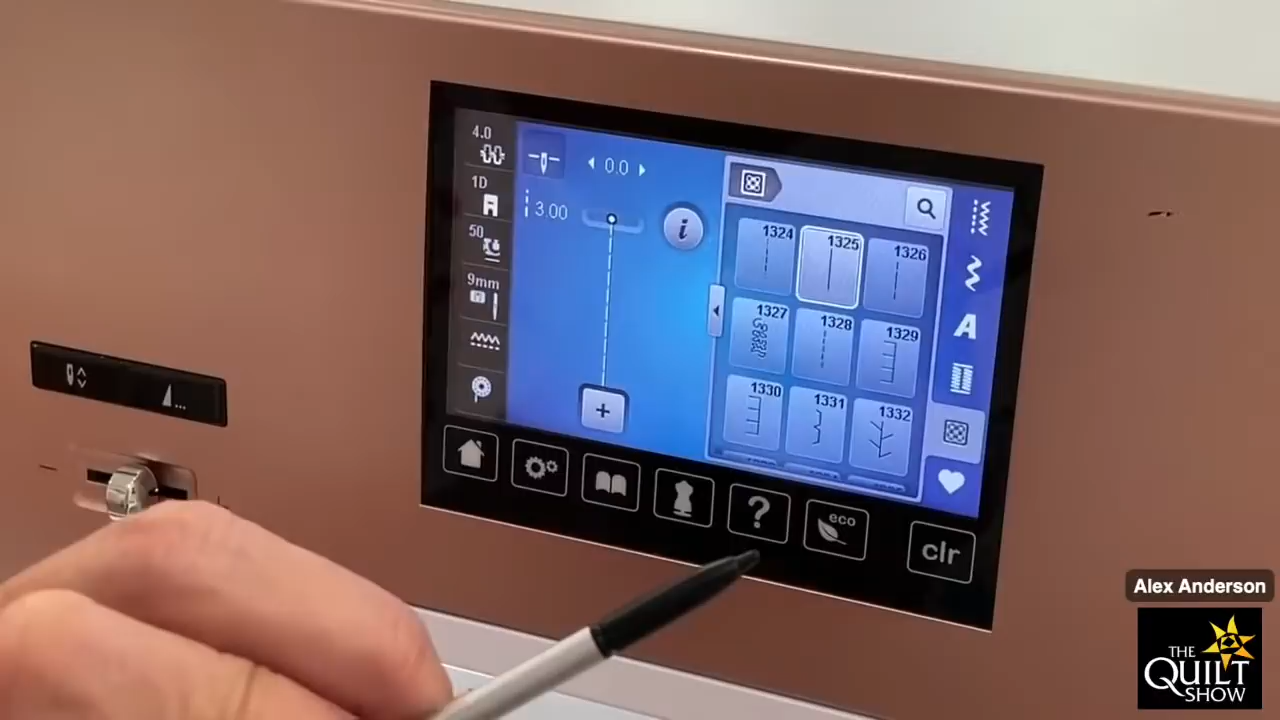 4.0
0.0
1D
3.00
50
9mm
1324
1325
1326
1327
1328
1329
1330
1331
1332
i
A
+
?
eco
clr
Alex Anderson
THE
QUILT
SHOW